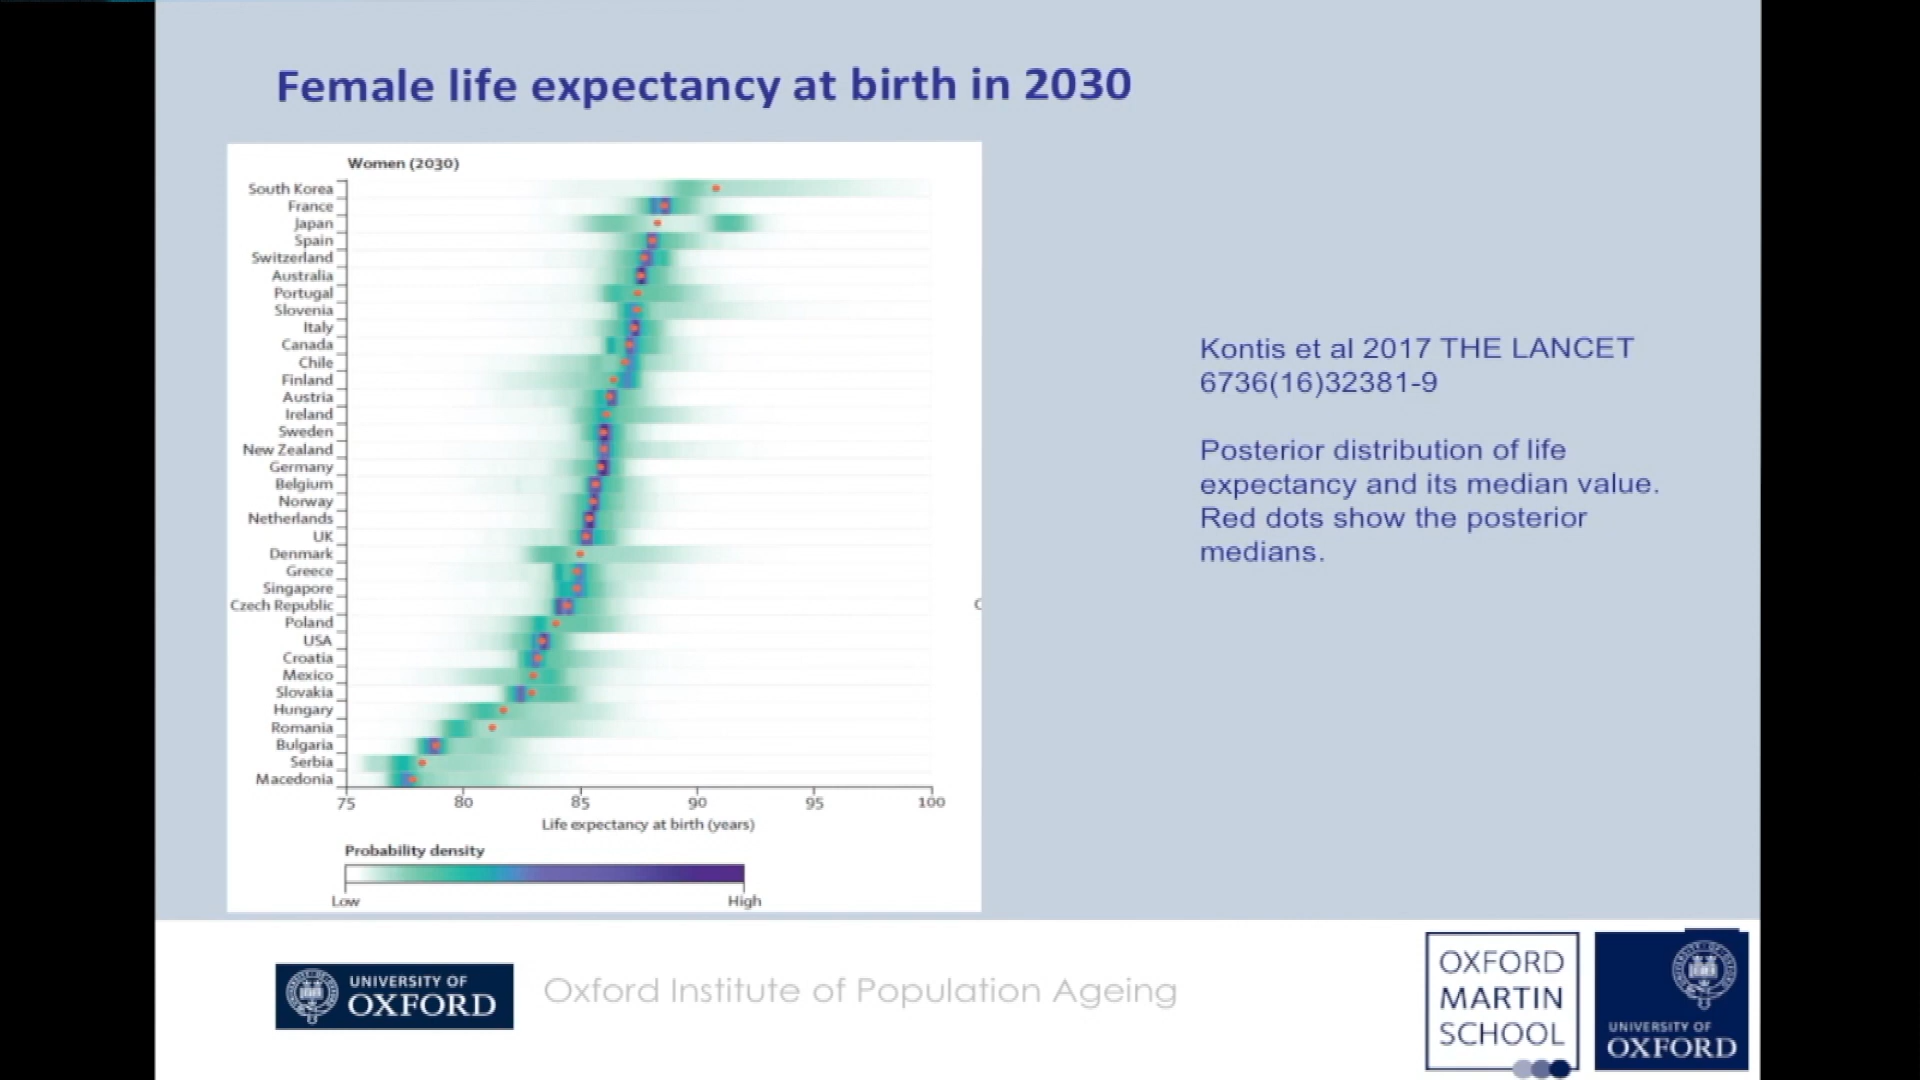 Female life expectancy at birth in 2030
Women (2030)
South Korea
France
Japan
Spain
Switzerland
Australia
Portugal
Slovenia
Italy
Canada
Chile
Finland
Austria
Ireland
Sweden
New Zealand
Germany
Belgium
Norway
Netherlands
UK
Denmark
Greece
Singapore
Czech Republic
Poland
USA
Croatia
Mexico
Slovakia
Hungary
Romania
Bulgaria
Serbia
Macedonia
75 80 85 90 95 100
Life expectancy at birth (years)
Probability density
Low High
Kontis et al 2017 THE LANCET
6736(16)32381-9
Posterior distribution of life
expectancy and its median value.
Red dots show the posterior
medians.
UNIVERSITY OF
OXFORD
Oxford Institute of Population Ageing
OXFORD
MARTIN
SCHOOL
UNIVERSITY OF
OXFORD